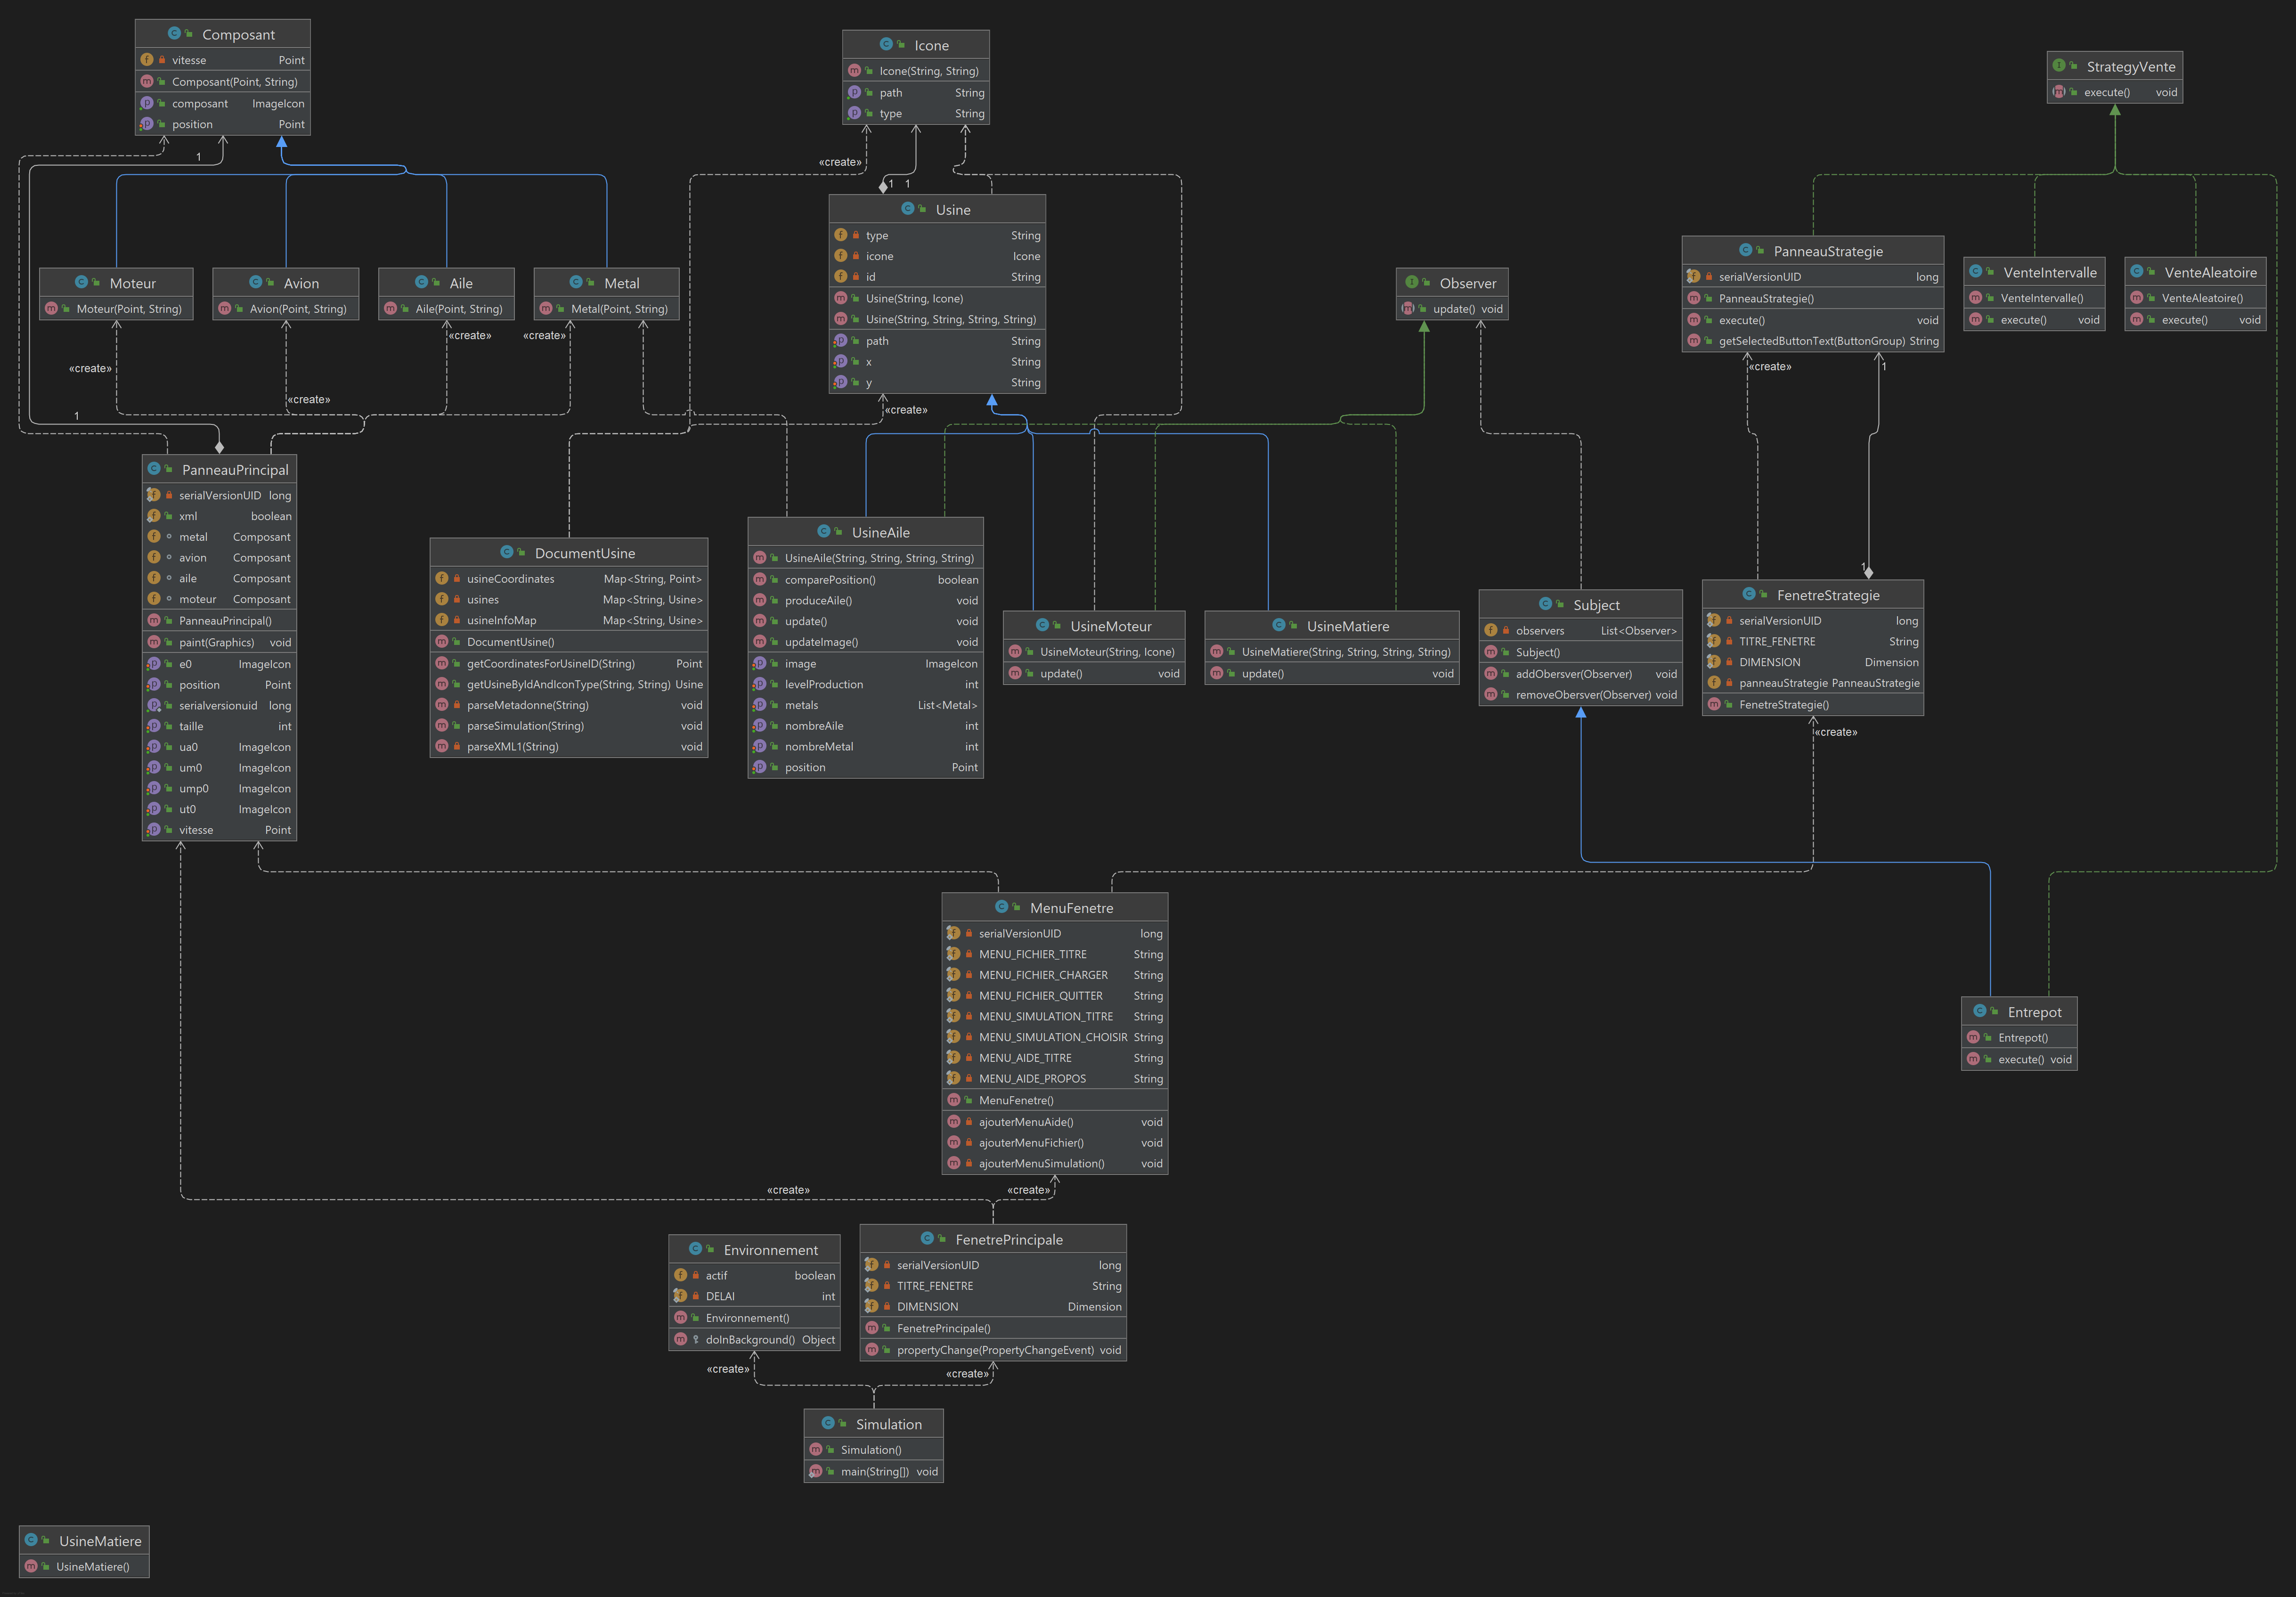 Composant
vitesse Point
Composant(Point, String)
composant ImageIcon
position Point
Icone
Icone(String, String)
path String
type String
StrategyVente
execute() void
1
«create»
1 1
Usine
type String
icone Icone
id String
Usine(String, Icone)
Usine(String, String, String, String)
path String
x String
y String
PanneauStrategie
serialVersionUID long
PanneauStrategie()
execute() void
getSelectedButtonText(ButtonGroup) String
VenteIntervalle
VenteIntervalle()
execute() void
VenteAleatoire
VenteAleatoire()
execute() void
Moteur
Moteur(Point, String)
Avion
Avion(Point, String)
Aile
Aile(Point, String)
Metal
Metal(Point, String)
Observer
update() void
«create»
«create»
«create»
«create»
«create»
«create»
1
1
PanneauPrincipal
serialVersionUID long
xml boolean
metal Composant
avion Composant
aile Composant
moteur Composant
PanneauPrincipal()
paint(Graphics) void
e0 ImageIcon
position Point
serialversionuid long
taille int
ua0 ImageIcon
um0 ImageIcon
ump0 ImageIcon
ut0 ImageIcon
vitesse Point
DocumentUsine
usineCoordinates Map<String, Point>
usines Map<String, Usine>
usineInfoMap Map<String, Usine>
DocumentUsine()
getCoordinatesForUsineID(String) Point
getUsineByIdAndIconType(String, String) Usine
parseMetadonne(String) void
parseSimulation(String) void
parseXML1(String) void
UsineAile
UsineAile(String, String, String, String)
comparePosition() boolean
produceAile() void
update() void
updateImage() void
image ImageIcon
levelProduction int
metals List<Metal>
nombreAile int
nombreMetal int
position Point
UsineMoteur
UsineMoteur(String, Icone)
update() void
UsineMatiere
UsineMatiere(String, String, String, String)
update() void
Subject
observers List<Observer>
Subject()
addObersver(Observer) void
removeObersver(Observer) void
1
FenetreStrategie
serialVersionUID long
TITRE_FENETRE String
DIMENSION Dimension
panneauStrategie PanneauStrategie
FenetreStrategie()
«create»
MenuFenetre
serialVersionUID long
MENU_FICHIER_TITRE String
MENU_FICHIER_CHARGER String
MENU_FICHIER_QUITTER String
MENU_SIMULATION_TITRE String
MENU_SIMULATION_CHOISIR String
MENU_AIDE_TITRE String
MENU_AIDE_PROPOS String
MenuFenetre()
ajouterMenuAide() void
ajouterMenuFichier() void
ajouterMenuSimulation() void
Entrepot
Entrepot()
execute() void
«create»
«create»
Environnement
actif boolean
DELAI int
Environnement()
doInBackground() Object
FenetrePrincipale
serialVersionUID long
TITRE_FENETRE String
DIMENSION Dimension
FenetrePrincipale()
propertyChange(PropertyChangeEvent) void
«create»
«create»
Simulation
Simulation()
main(String[]) void
UsineMatiere
UsineMatiere()